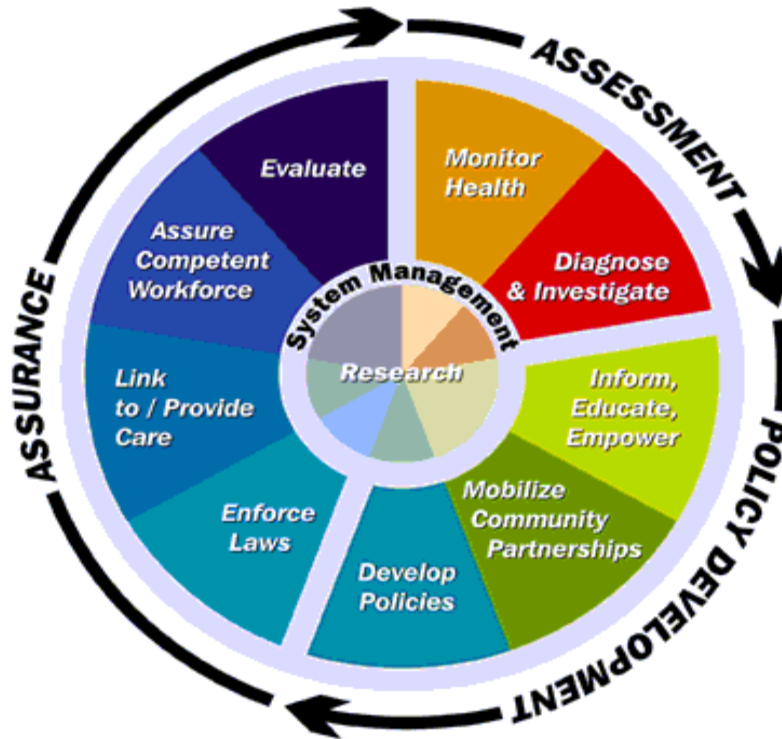 ASSESSMENT
POLICY DEVELOPMENT
ASSURANCE
Monitor
Health
Diagnose
& Investigate
Inform,
Educate,
Empower
Mobilize
Community
Partnerships
Develop
Policies
Enforce
Laws
Link
to / Provide
Care
Assure
Competent
Workforce
Evaluate
System Management
Research